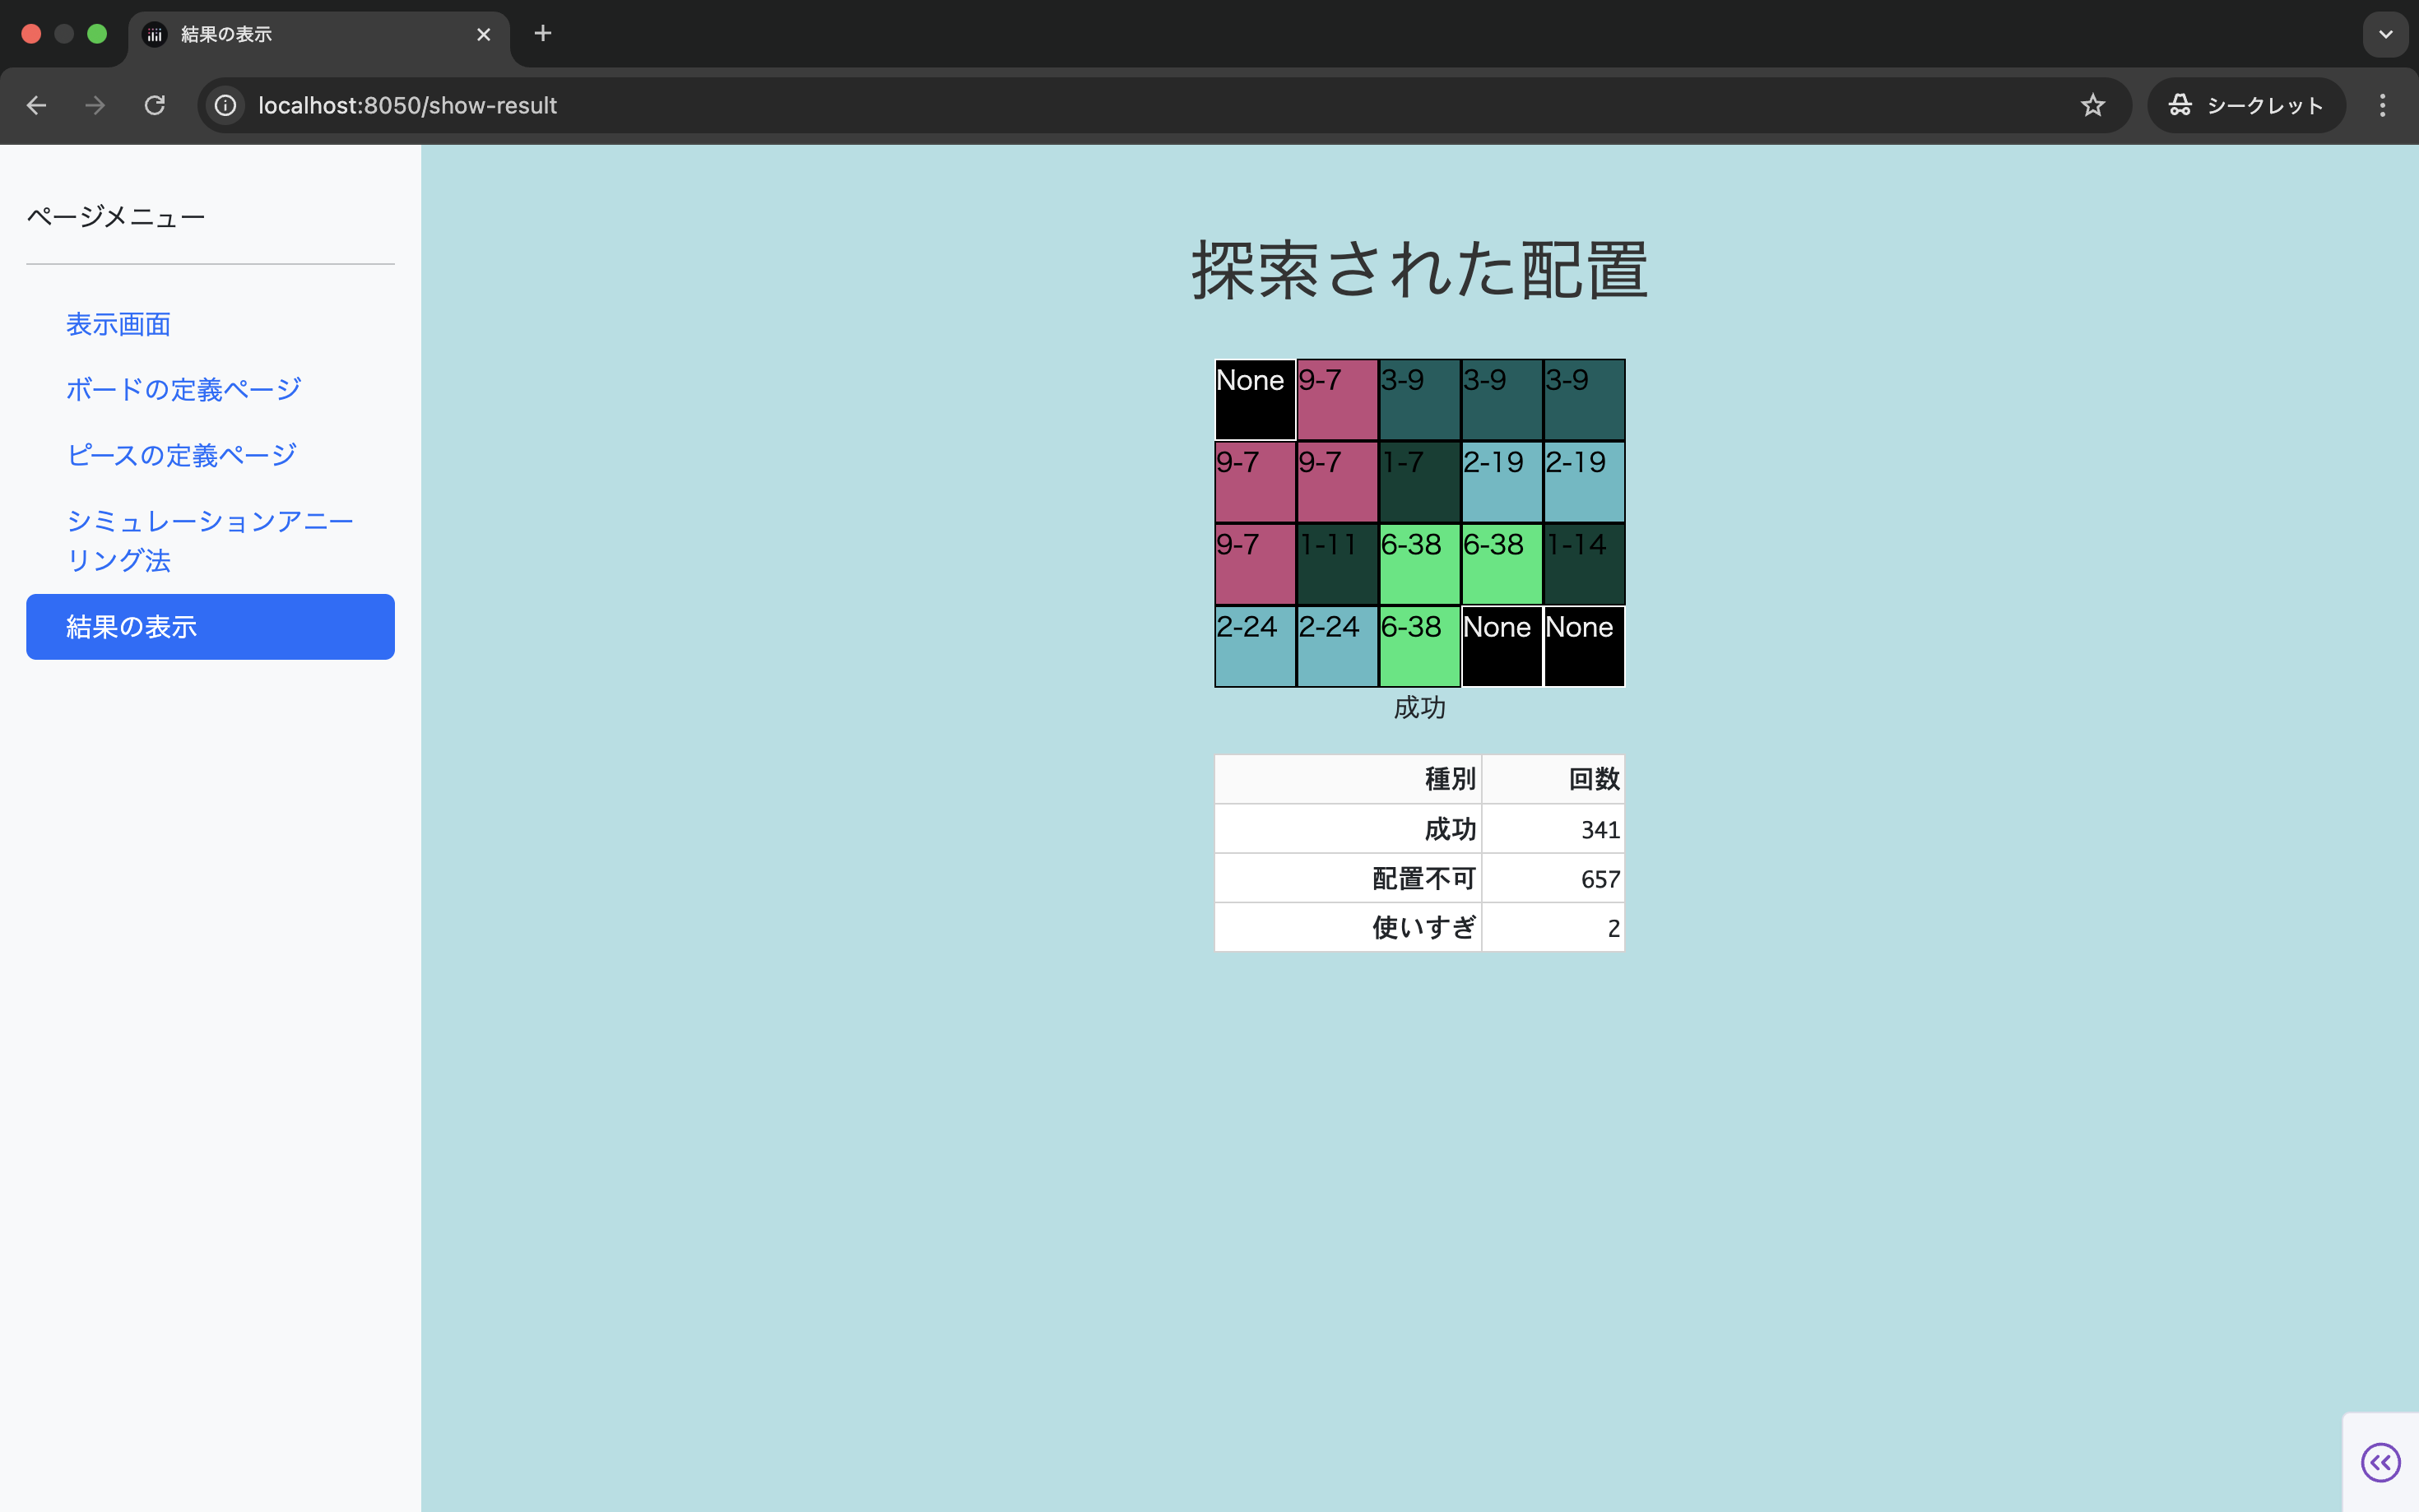 結果の表示
localhost:8050/show-result
シークレット
ページメニュー
表示画面
ボードの定義ページ
ピースの定義ページ
シミュレーションアニー
リング法
結果の表示
探索された配置
None 9-7 3-9 3-9 3-9
9-7 9-7 1-7 2-19 2-19
9-7 1-11 6-38 6-38 1-14
2-24 2-24 6-38 None None
成功
種別 回数
成功 341
配置不可 657
使いすぎ 2